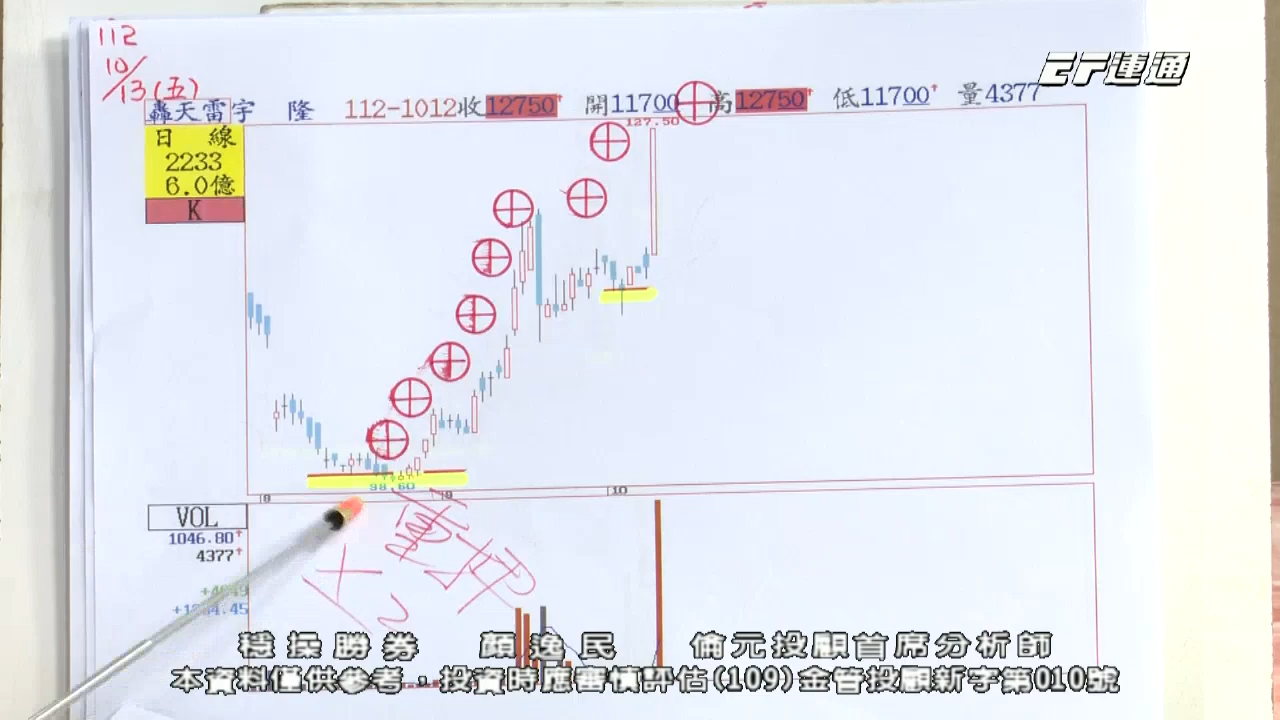 112
10/13(五)
EF運通
轟天雷宇 隆 112-1012收12750↑ 開11700 高12750↑ 低11700↑ 量4377
日 線
2233
6.0億
K
127.50
98.60
9
10
VOL
1046.80↑
4377↑
穩操勝券 顏逸民 倫元投顧首席分析師
本資料僅供參考，投資時應審慎評估(109)金管投顧新字第010號